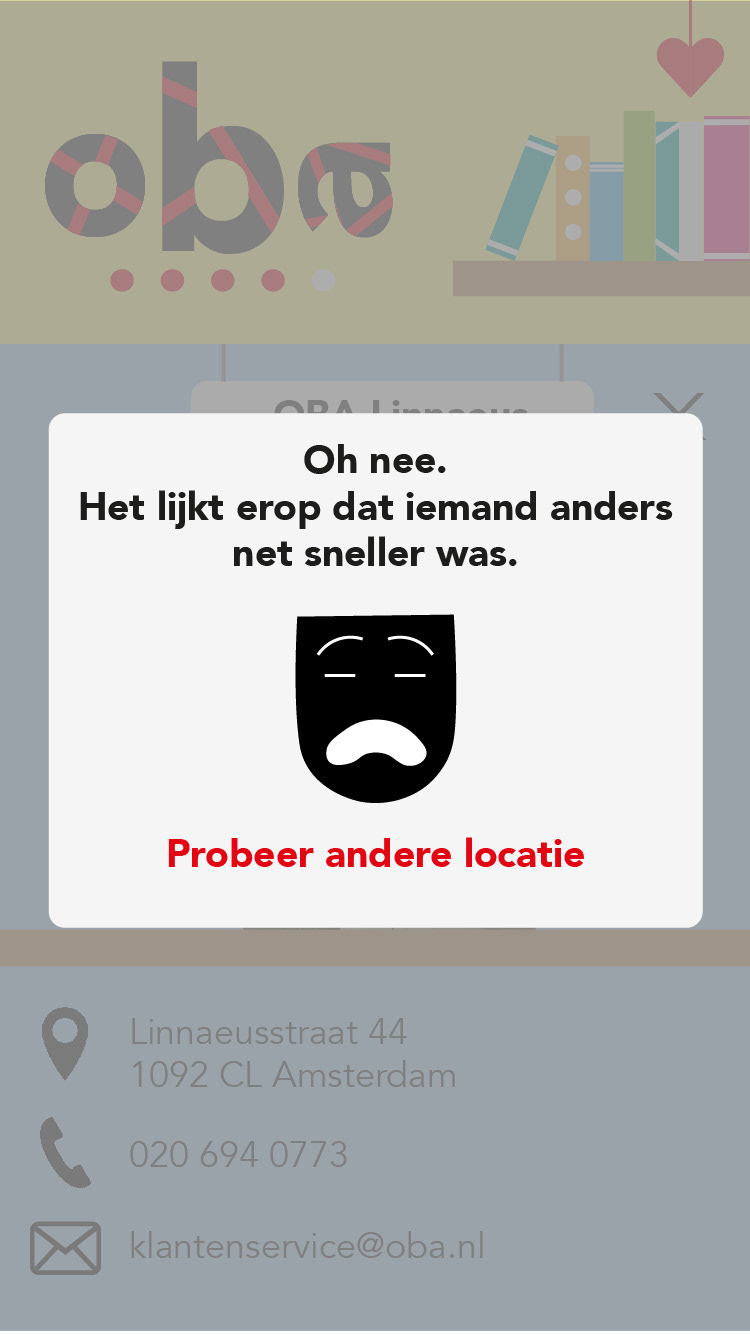 oba
OBA Linnaeus
Oh nee.
Het lijkt erop dat iemand anders
net sneller was.
Probeer andere locatie
Linnaeusstraat 44
1092 CL Amsterdam
020 694 0773
klantenservice@oba.nl